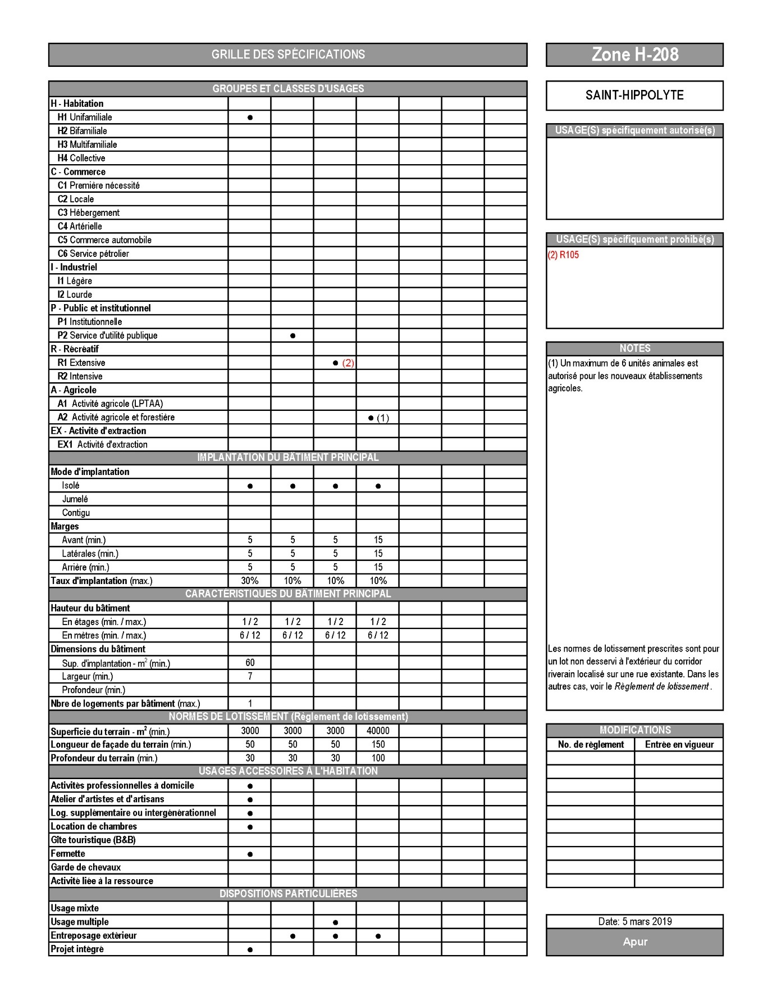 GRILLE DES SPÉCIFICATIONS
Zone H-208
GROUPES ET CLASSES D'USAGES
H - Habitation
H1 Unifamiliale ●
H2 Bifamiliale
H3 Multifamiliale
H4 Collective
C - Commerce
C1 Première nécessité
C2 Locale
C3 Hébergement
C4 Artérielle
C5 Commerce automobile
C6 Service pétrolier
I - Industriel
I1 Légère
I2 Lourde
P - Public et institutionnel
P1 Institutionnelle
P2 Service d'utilité publique ●
R - Récréatif
R1 Extensive ● (2)
R2 Intensive
A - Agricole
A1 Activité agricole (LPTAA)
A2 Activité agricole et forestière ● (1)
EX - Activité d'extraction
EX1 Activité d'extraction
IMPLANTATION DU BÂTIMENT PRINCIPAL
Mode d'implantation
Isolé ● ● ● ●
Jumelé
Contigu
Marges
Avant (min.) 5 5 5 15
Latérales (min.) 5 5 5 15
Arrière (min.) 5 5 5 15
Taux d'implantation (max.) 30% 10% 10% 10%
CARACTÉRISTIQUES DU BÂTIMENT PRINCIPAL
Hauteur du bâtiment
En étages (min. / max.) 1 / 2 1 / 2 1 / 2 1 / 2
En mètres (min. / max.) 6 / 12 6 / 12 6 / 12 6 / 12
Dimensions du bâtiment
Sup. d'implantation - m² (min.) 60
Largeur (min.) 7
Profondeur (min.)
Nbre de logements par bâtiment (max.) 1
NORMES DE LOTISSEMENT (Règlement de lotissement)
Superficie du terrain - m² (min.) 3000 3000 3000 40000
Longueur de façade du terrain (min.) 50 50 50 150
Profondeur du terrain (min.) 30 30 30 100
USAGES ACCESSOIRES À L'HABITATION
Activités professionnelles à domicile ●
Atelier d'artistes et d'artisans ●
Log. supplémentaire ou intergénérationnel ●
Location de chambres ●
Gîte touristique (B&B)
Fermette ●
Garde de chevaux
Activité liée à la ressource
DISPOSITIONS PARTICULIÈRES
Usage mixte
Usage multiple ●
Entreposage extérieur ● ● ●
Projet intégré ●
SAINT-HIPPOLYTE
USAGE(S) spécifiquement autorisé(s)
USAGE(S) spécifiquement prohibé(s)
(2) R105
NOTES
(1) Un maximum de 6 unités animales est
autorisé pour les nouveaux établissements
agricoles.
Les normes de lotissement prescrites sont pour
un lot non desservi à l'extérieur du corridor
riverain localisé sur une rue existante. Dans les
autres cas, voir le Règlement de lotissement .
MODIFICATIONS
No. de règlement Entrée en vigueur
Date: 5 mars 2019
Apur